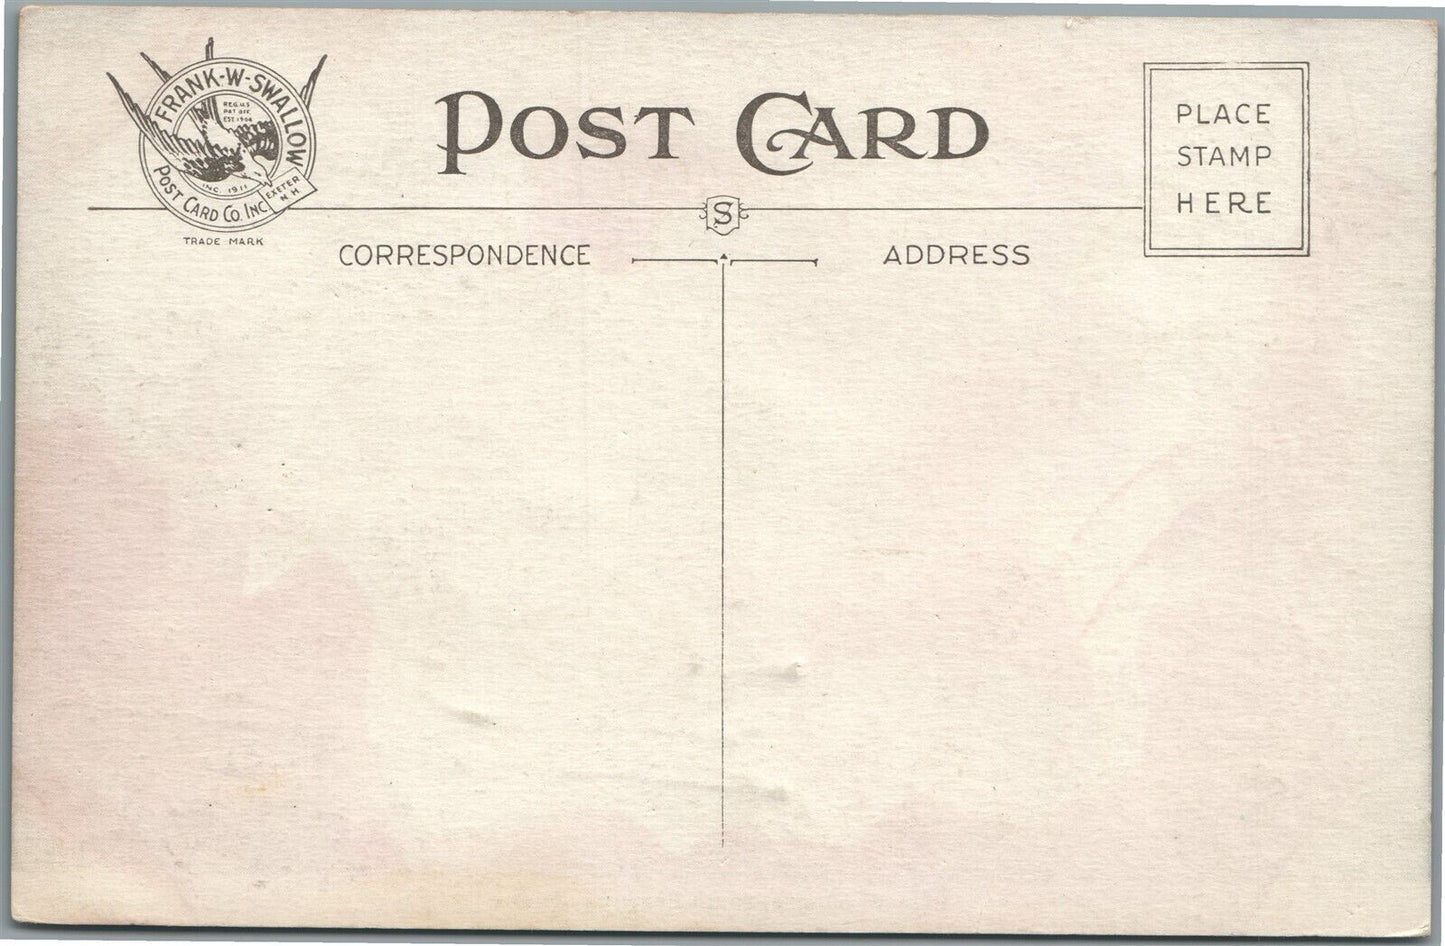 FRANK-W-SWALLOW
REG. U.S
PAT OFF
EST. 1904
INC. 1911
POST CARD CO. INC.
EXETER
N.H
TRADE MARK
POST CARD
S
PLACE
STAMP
HERE
CORRESPONDENCE
ADDRESS